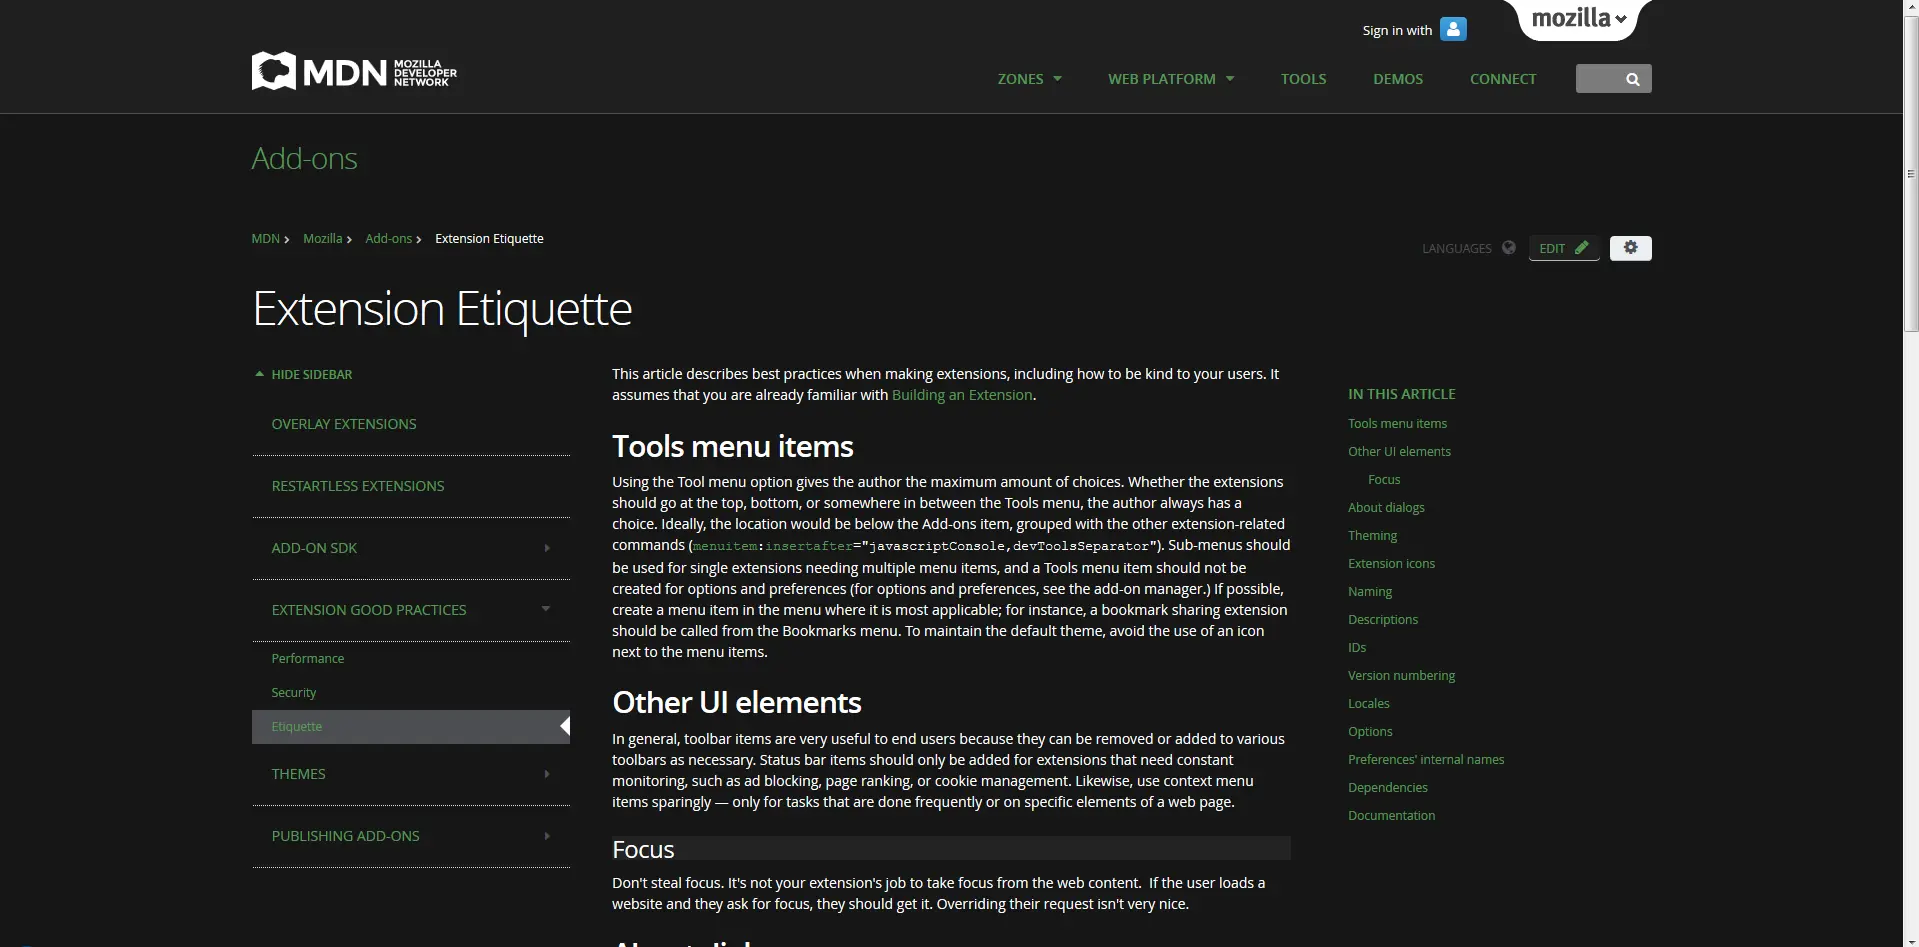 Sign in with
mozilla
MDN MOZILLA
DEVELOPER
NETWORK
ZONES WEB PLATFORM TOOLS DEMOS CONNECT
Add-ons
MDN Mozilla Add-ons Extension Etiquette
LANGUAGES EDIT
Extension Etiquette
HIDE SIDEBAR
OVERLAY EXTENSIONS
RESTARTLESS EXTENSIONS
ADD-ON SDK
EXTENSION GOOD PRACTICES
Performance
Security
Etiquette
THEMES
PUBLISHING ADD-ONS
This article describes best practices when making extensions, including how to be kind to your users. It
assumes that you are already familiar with Building an Extension.
Tools menu items
Using the Tool menu option gives the author the maximum amount of choices. Whether the extensions
should go at the top, bottom, or somewhere in between the Tools menu, the author always has a
choice. Ideally, the location would be below the Add-ons item, grouped with the other extension-related
commands (menuitem:insertafter="javascriptConsole,devToolsSeparator"). Sub-menus should
be used for single extensions needing multiple menu items, and a Tools menu item should not be
created for options and preferences (for options and preferences, see the add-on manager.) If possible,
create a menu item in the menu where it is most applicable; for instance, a bookmark sharing extension
should be called from the Bookmarks menu. To maintain the default theme, avoid the use of an icon
next to the menu items.
Other UI elements
In general, toolbar items are very useful to end users because they can be removed or added to various
toolbars as necessary. Status bar items should only be added for extensions that need constant
monitoring, such as ad blocking, page ranking, or cookie management. Likewise, use context menu
items sparingly — only for tasks that are done frequently or on specific elements of a web page.
Focus
Don't steal focus. It's not your extension's job to take focus from the web content.  If the user loads a
website and they ask for focus, they should get it. Overriding their request isn't very nice.
IN THIS ARTICLE
Tools menu items
Other UI elements
Focus
About dialogs
Theming
Extension icons
Naming
Descriptions
IDs
Version numbering
Locales
Options
Preferences' internal names
Dependencies
Documentation